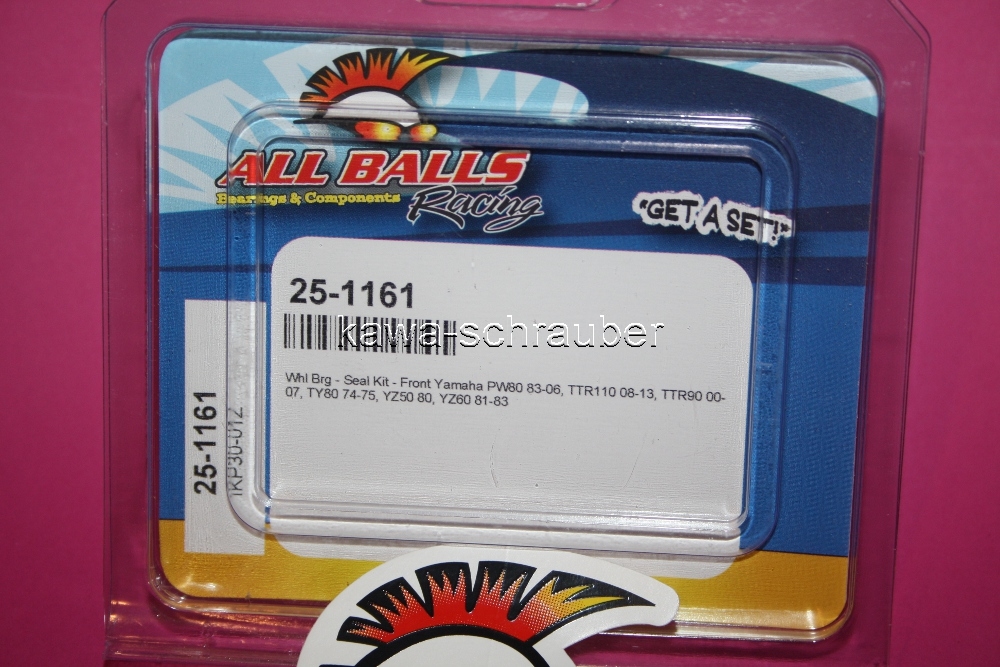 ALL BALLS
Bearings & Components
Racing
"GET A SET!"
25-1161
kawa-schrauber
Whl Brg - Seal Kit - Front Yamaha PW80 83-06, TTR110 08-13, TTR90 00-
07, TY80 74-75, YZ50 80, YZ60 81-83
25-1161